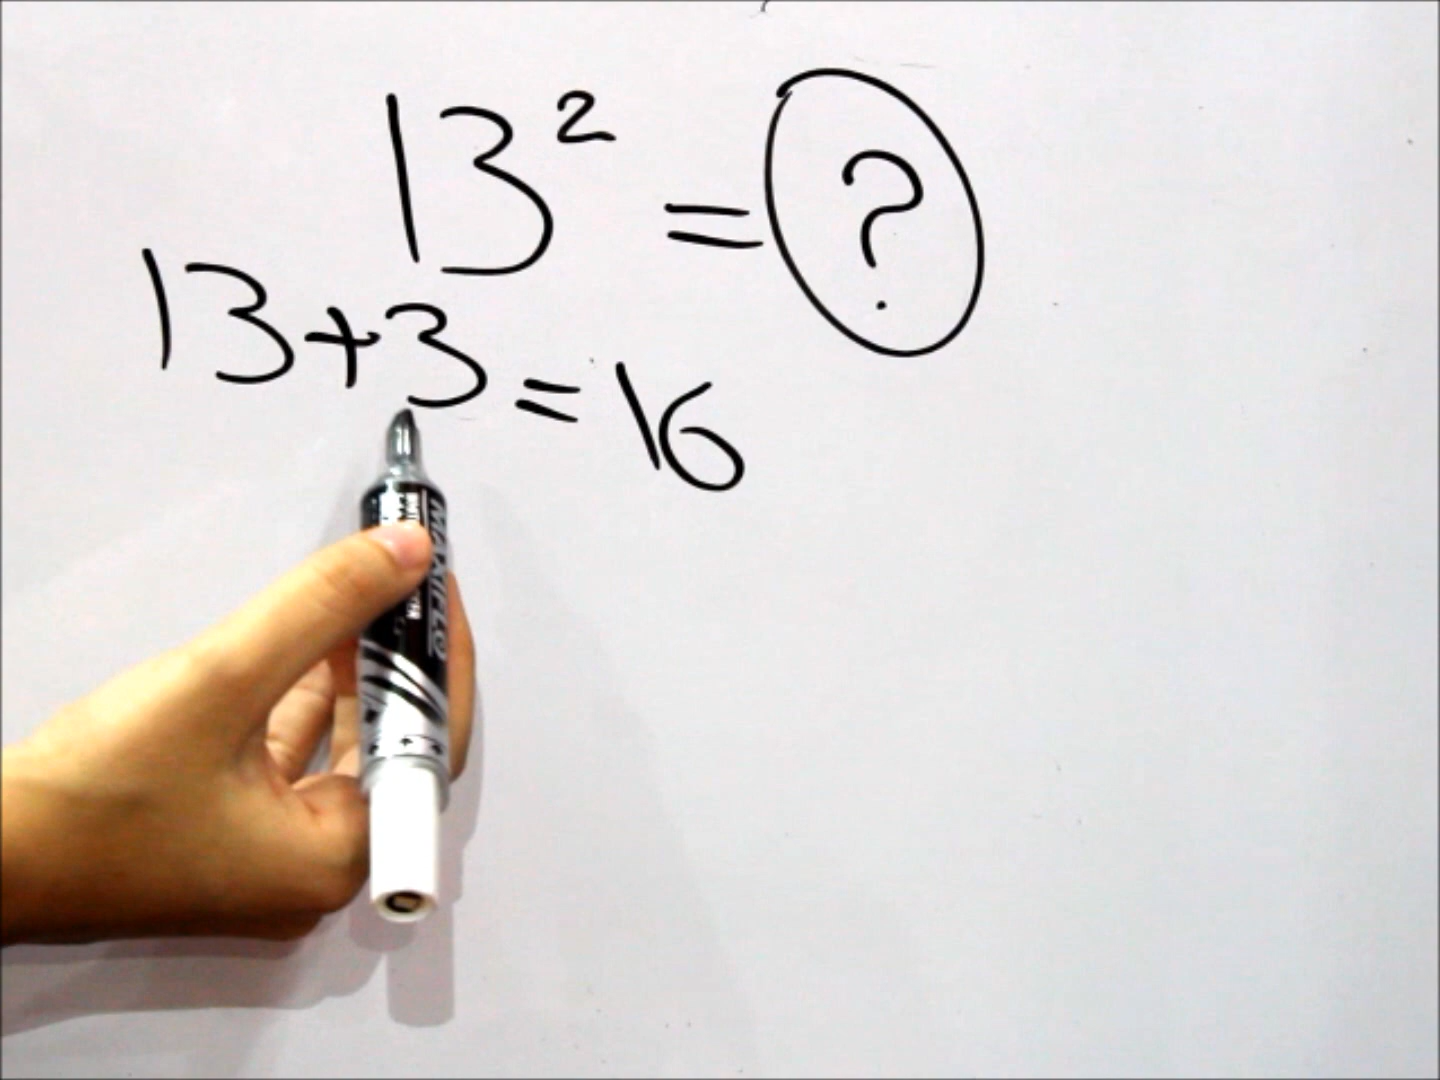 13² = ?
13+3 = 16